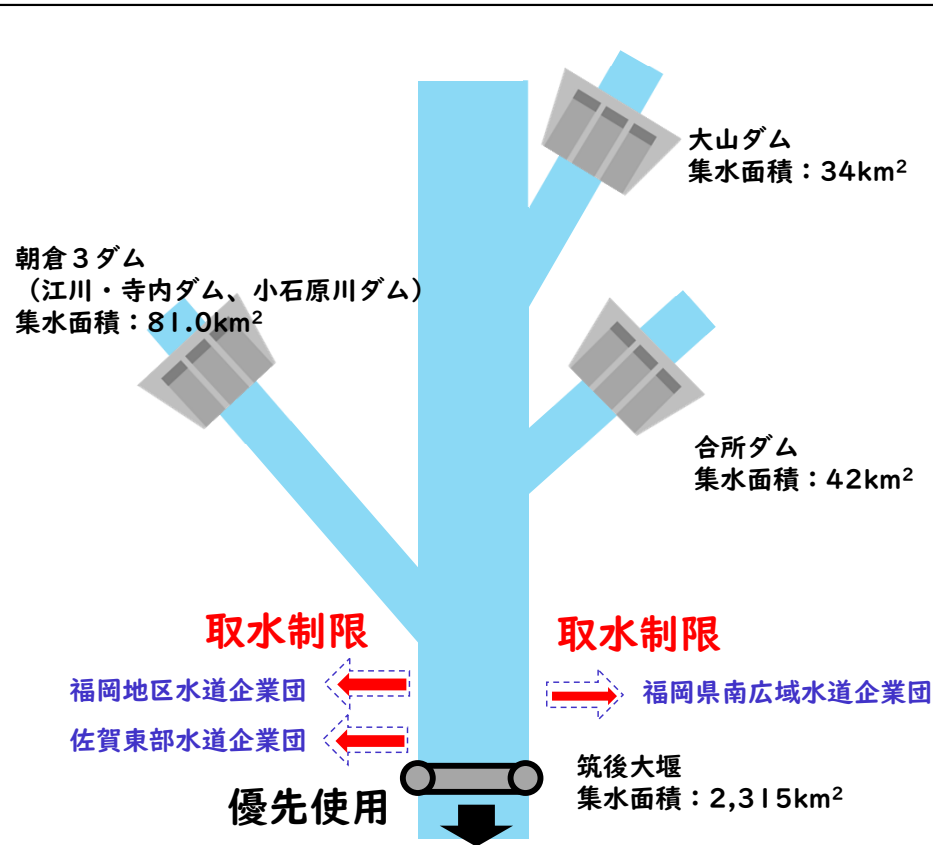 大山ダム
集水面積：34km²
朝倉３ダム
（江川・寺内ダム、小石原川ダム）
集水面積：81.0km²
合所ダム
集水面積：42km²
取水制限
取水制限
福岡地区水道企業団
福岡県南広域水道企業団
佐賀東部水道企業団
筑後大堰
集水面積：2,315km²
優先使用